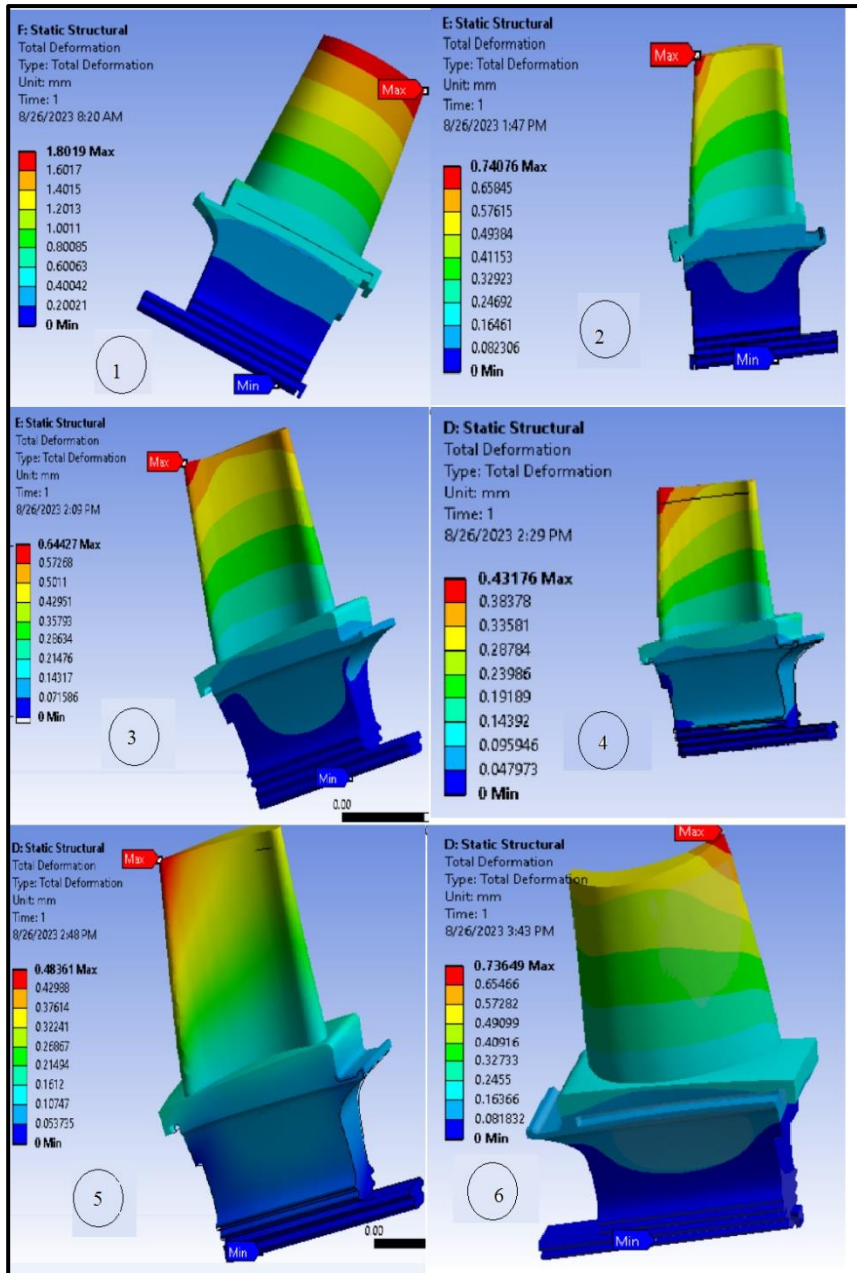 F: Static Structural
Total Deformation
Type: Total Deformation
Unit: mm
Time: 1
8/26/2023 8:20 AM
Max
1.8019 Max
1.6017
1.4015
1.2013
1.0011
0.80085
0.60063
0.40042
0.20021
0 Min
1
Min
E: Static Structural
Total Deformation
Type: Total Deformation
Unit: mm
Time: 1
8/26/2023 1:47 PM
Max
0.74076 Max
0.65845
0.57615
0.49384
0.41153
0.32923
0.24692
0.16461
0.082306
0 Min
2
Min
E: Static Structural
Total Deformation
Type: Total Deformation
Unit: mm
Time: 1
8/26/2023 2:09 PM
Max
0.64427 Max
0.57268
0.5011
0.42951
0.35793
0.28634
0.21476
0.14317
0.071586
0 Min
3
Min
0.00
D: Static Structural
Total Deformation
Type: Total Deformation
Unit: mm
Time: 1
8/26/2023 2:29 PM
0.43176 Max
0.38378
0.33581
0.28784
0.23986
0.19189
0.14392
0.095946
0.047973
0 Min
4
D: Static Structural
Total Deformation
Type: Total Deformation
Unit: mm
Time: 1
8/26/2023 2:48 PM
Max
0.48361 Max
0.42988
0.37614
0.32241
0.26867
0.21494
0.1612
0.10747
0.053735
0 Min
5
Min
0.00
D: Static Structural
Total Deformation
Type: Total Deformation
Unit: mm
Time: 1
8/26/2023 3:43 PM
Max
0.73649 Max
0.65466
0.57282
0.49099
0.40916
0.32733
0.2455
0.16366
0.081832
0 Min
6
Min